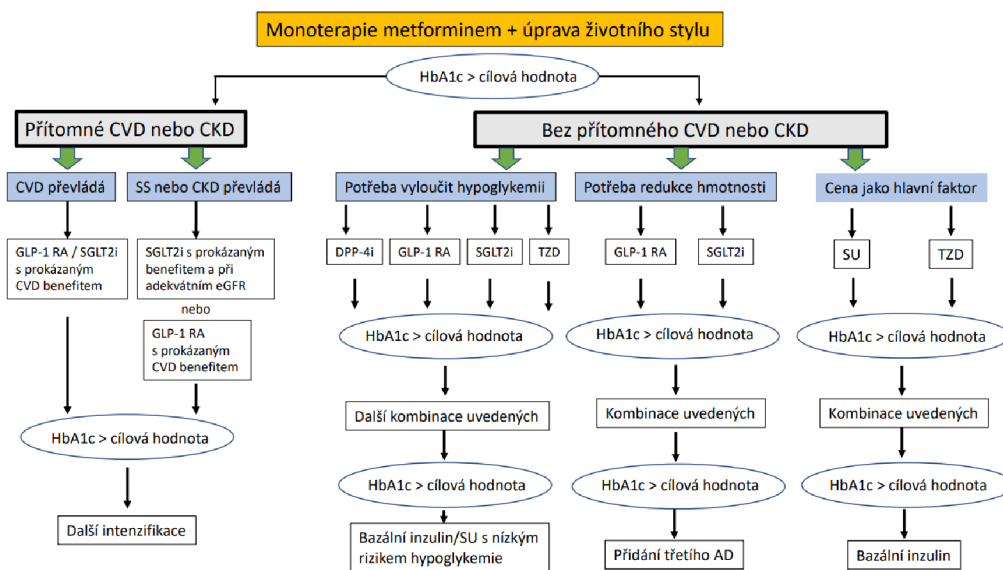 Monoterapie metforminem + úprava životního stylu
HbA1c > cílová hodnota
Přítomné CVD nebo CKD
Bez přítomného CVD nebo CKD
CVD převládá
SS nebo CKD převládá
Potřeba vyloučit hypoglykemii
Potřeba redukce hmotnosti
Cena jako hlavní faktor
GLP-1 RA / SGLT2i
s prokázaným
CVD benefitem
SGLT2i s prokázaným
benefitem a při
adekvátním eGFR
nebo
GLP-1 RA
s prokázaným
CVD benefitem
DPP-4i
GLP-1 RA
SGLT2i
TZD
GLP-1 RA
SGLT2i
SU
TZD
HbA1c > cílová hodnota
HbA1c > cílová hodnota
HbA1c > cílová hodnota
Další kombinace uvedených
Kombinace uvedených
Kombinace uvedených
HbA1c > cílová hodnota
HbA1c > cílová hodnota
HbA1c > cílová hodnota
HbA1c > cílová hodnota
Další intenzifikace
Bazální inzulin/SU s nízkým
rizikem hypoglykemie
Přidání třetího AD
Bazální inzulin